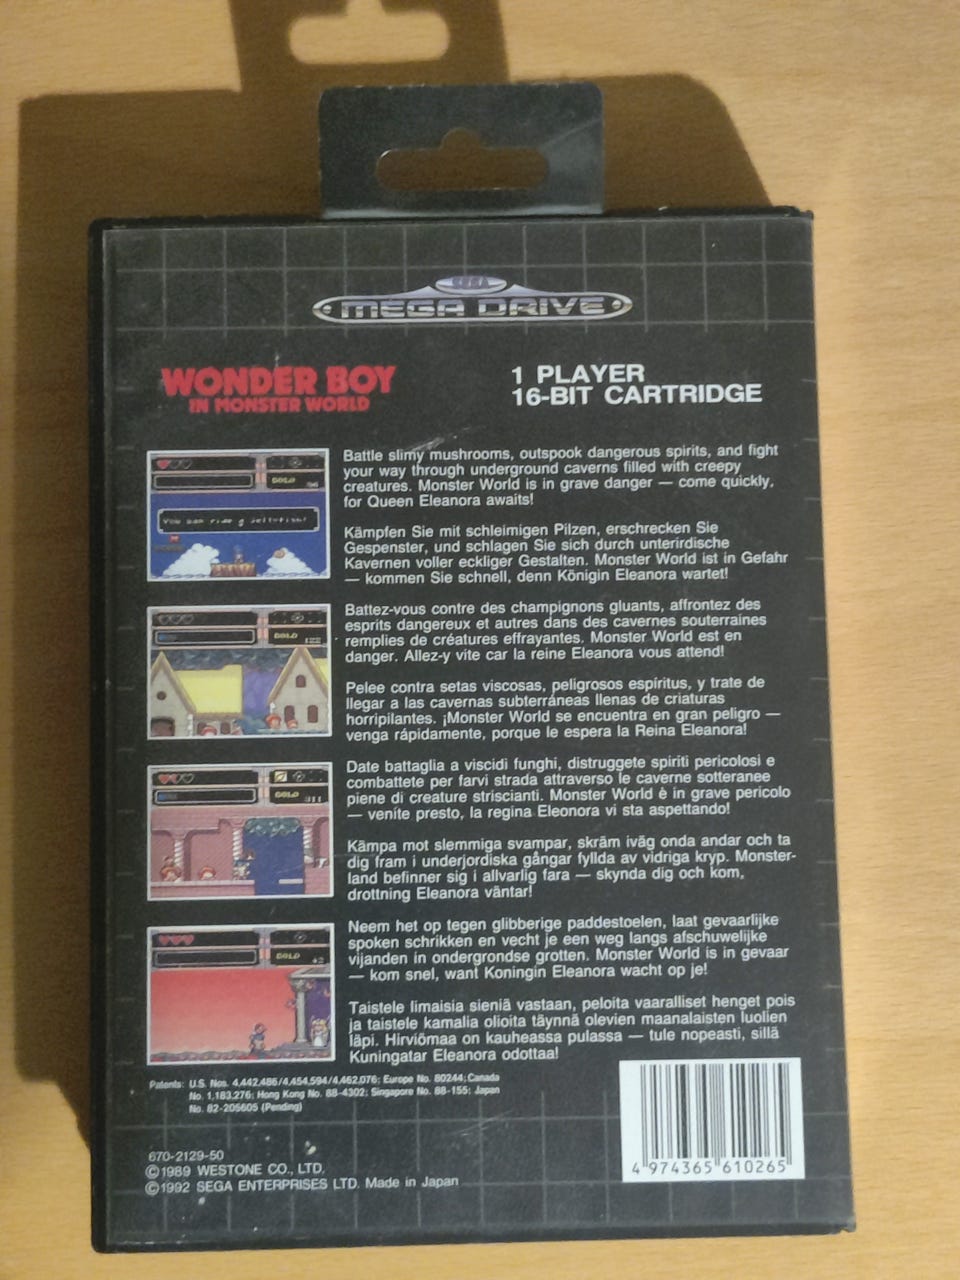 SEGA
MEGA DRIVE
WONDER BOY
IN MONSTER WORLD
1 PLAYER
16-BIT CARTRIDGE
Battle slimy mushrooms, outspook dangerous spirits, and fight
your way through underground caverns filled with creepy
creatures. Monster World is in grave danger — come quickly,
for Queen Eleanora awaits!
GOLD
96
You can ride a jellyfish!
Kämpfen Sie mit schleimigen Pilzen, erschrecken Sie
Gespenster, und schlagen Sie sich durch unterirdische
Kavernen voller eckliger Gestalten. Monster World ist in Gefahr
— kommen Sie schnell, denn Königin Eleanora wartet!
Battez-vous contre des champignons gluants, affrontez des
esprits dangereux et autres dans des cavernes souterraines
remplies de créatures effrayantes. Monster World est en
danger. Allez-y vite car la reine Eleanora vous attend!
GOLD
122
Pelee contra setas viscosas, peligrosos espíritus, y trate de
llegar a las cavernas subterráneas llenas de criaturas
horripilantes. ¡Monster World se encuentra en gran peligro —
venga rápidamente, porque le espera la Reina Eleanora!
Date battaglia a viscidi funghi, distruggete spiriti pericolosi e
combattete per farvi strada attraverso le caverne sotteranee
piene di creature striscianti. Monster World è in grave pericolo
— venite presto, la regina Eleonora vi sta aspettando!
GOLD
311
Kämpa mot slemmiga svampar, skräm iväg onda andar och ta
dig fram i underjordiska gångar fyllda av vidriga kryp. Monster-
land befinner sig i allvarlig fara — skynda dig och kom,
drottning Eleanora väntar!
Neem het op tegen glibberige paddestoelen, laat gevaarlijke
spoken schrikken en vecht je een weg langs afschuwelijke
vijanden in ondergrondse grotten. Monster World is in gevaar
— kom snel, want Koningin Eleanora wacht op je!
GOLD
42
Taistele limaisia sieniä vastaan, peloita vaaralliset henget pois
ja taistele kamalia olioita täynnä olevien maanalaisten luolien
läpi. Hirviömaa on kauheassa pulassa — tule nopeasti, sillä
Kuningatar Eleanora odottaa!
Patents: U.S. Nos. 4,442,486/4,454,594/4,462,076; Europe No. 80244; Canada
No. 1,183,276; Hong Kong No. 88-4302; Singapore No. 88-155; Japan
No. 82-205605 (Pending)
670-2129-50
©1989 WESTONE CO., LTD.
©1992 SEGA ENTERPRISES LTD. Made in Japan
4 974365 610265